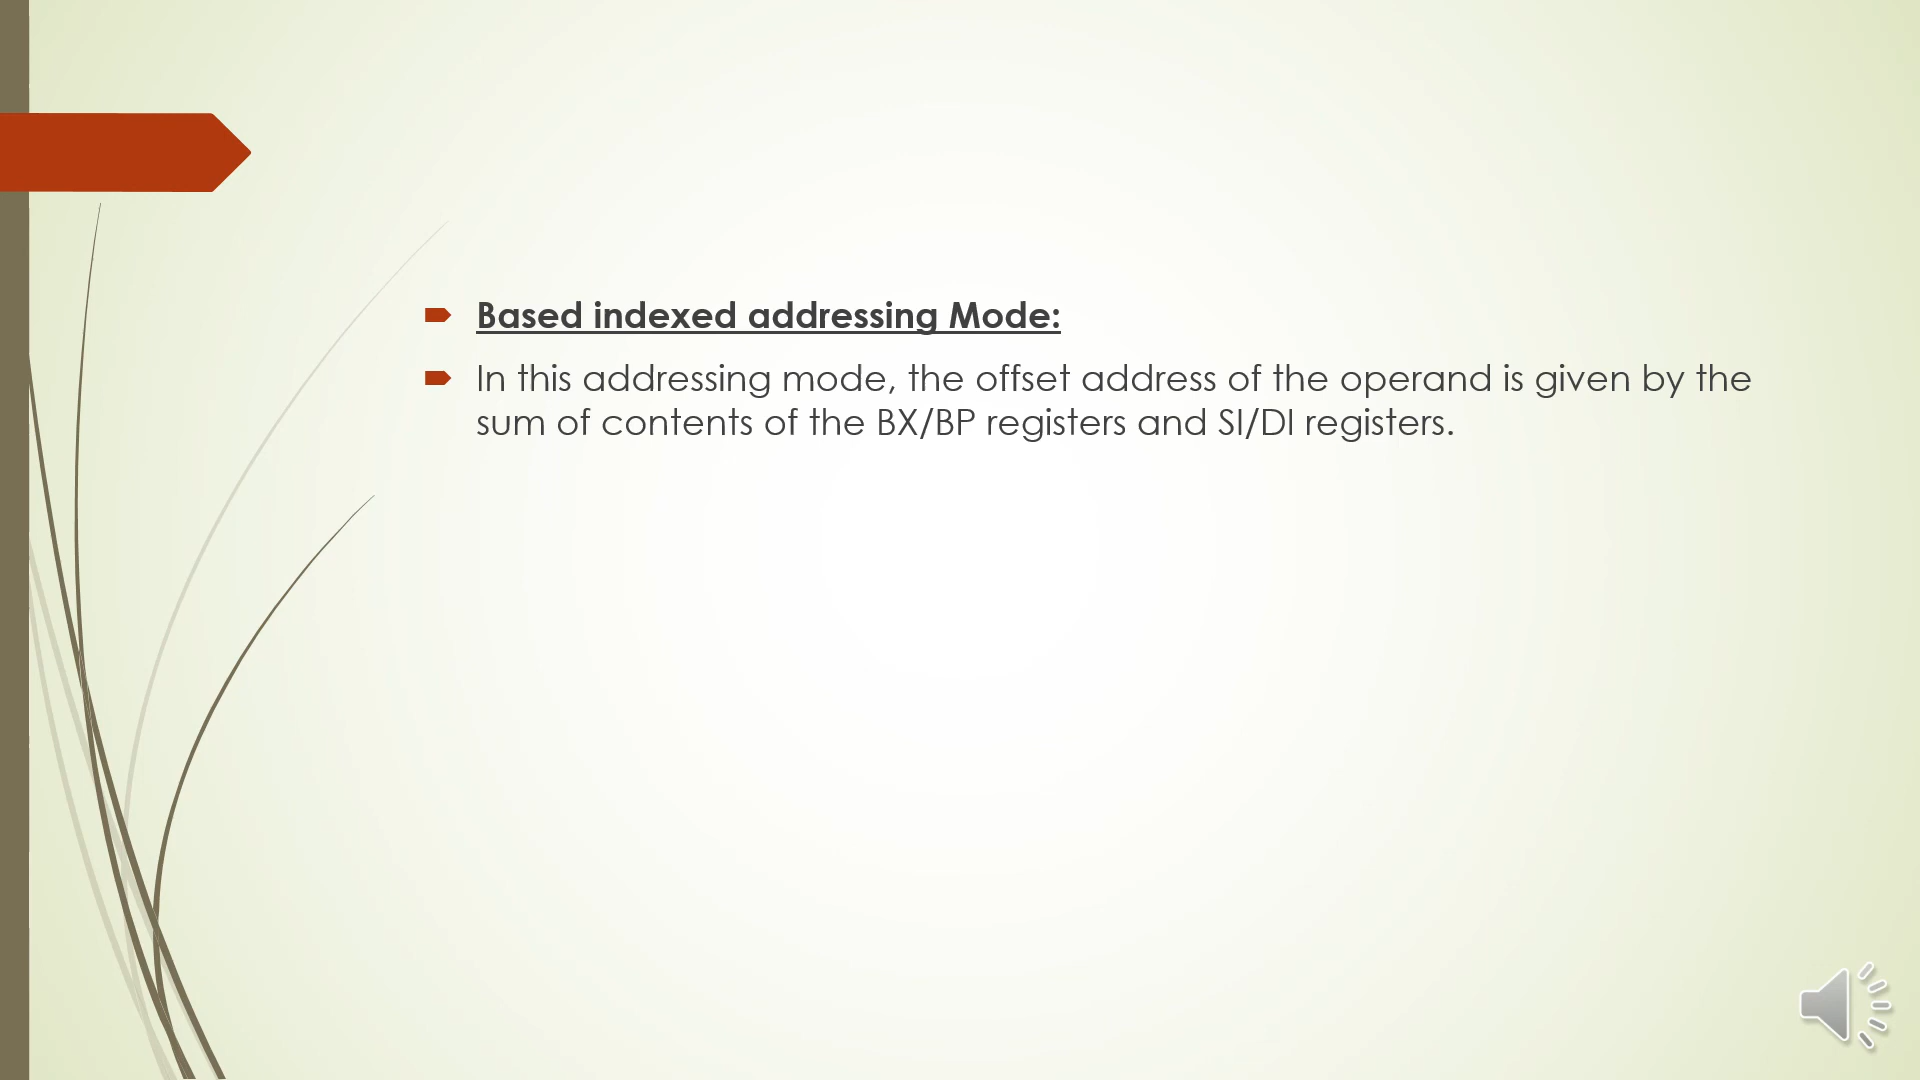 Based indexed addressing Mode:
In this addressing mode, the offset address of the operand is given by the
sum of contents of the BX/BP registers and SI/DI registers.